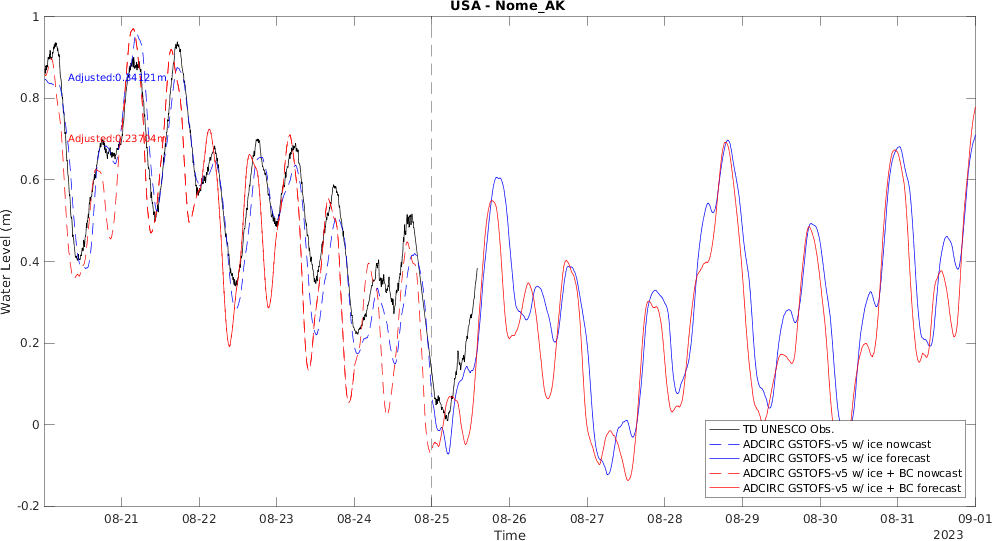 USA - Nome_AK
Water Level (m)
1
0.8
0.6
0.4
0.2
0
-0.2
Adjusted:0.34121m
Adjusted:0.23704m
TD UNESCO Obs.
ADCIRC GSTOFS-v5 w/ ice nowcast
ADCIRC GSTOFS-v5 w/ ice forecast
ADCIRC GSTOFS-v5 w/ ice + BC nowcast
ADCIRC GSTOFS-v5 w/ ice + BC forecast
08-21 08-22 08-23 08-24 08-25 08-26 08-27 08-28 08-29 08-30 08-31 09-01
Time
2023